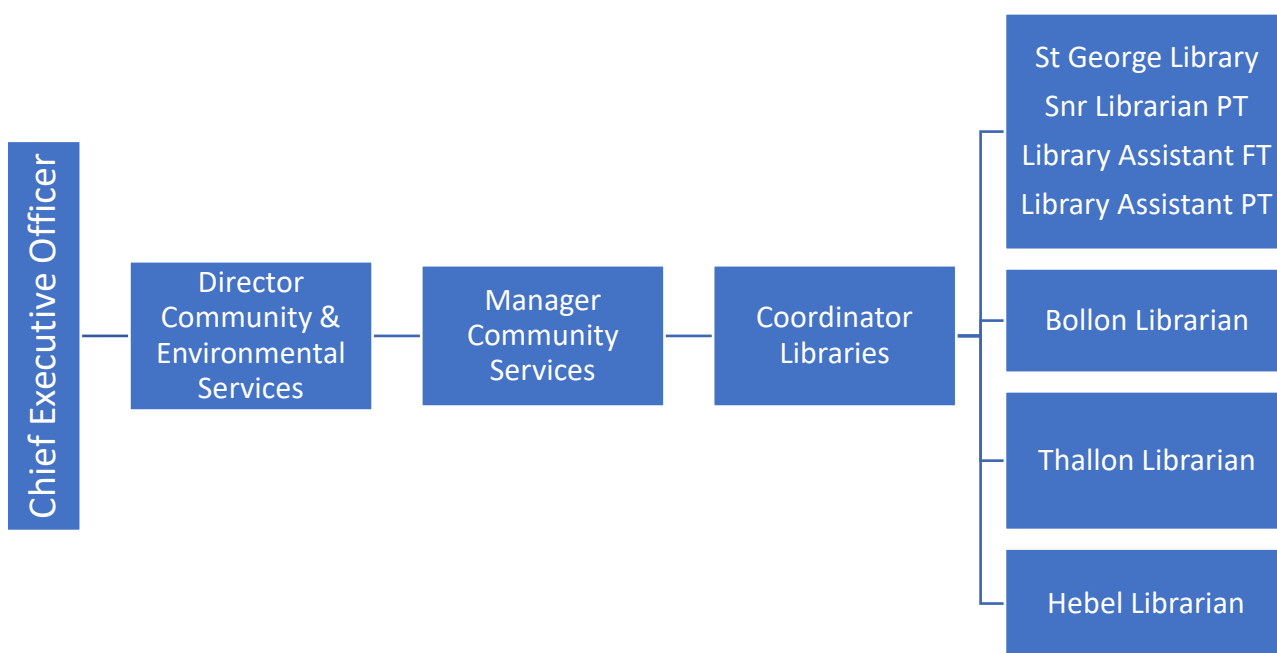 Chief Executive Officer
Director
Community &
Environmental
Services
Manager
Community
Services
Coordinator
Libraries
St George Library
Snr Librarian PT
Library Assistant FT
Library Assistant PT
Bollon Librarian
Thallon Librarian
Hebel Librarian